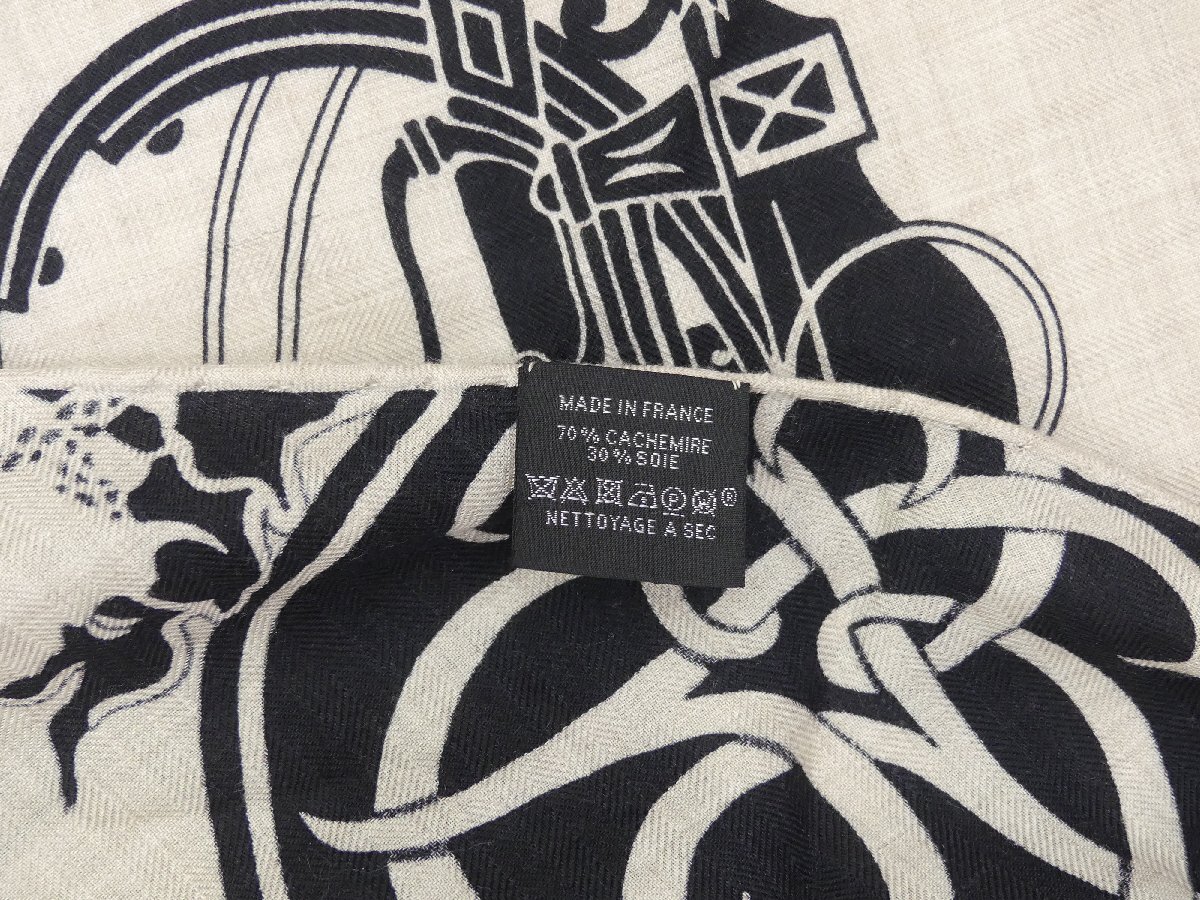 MADE IN FRANCE
70% CACHEMIRE
30% SOIE
®
NETTOYAGE A SEC